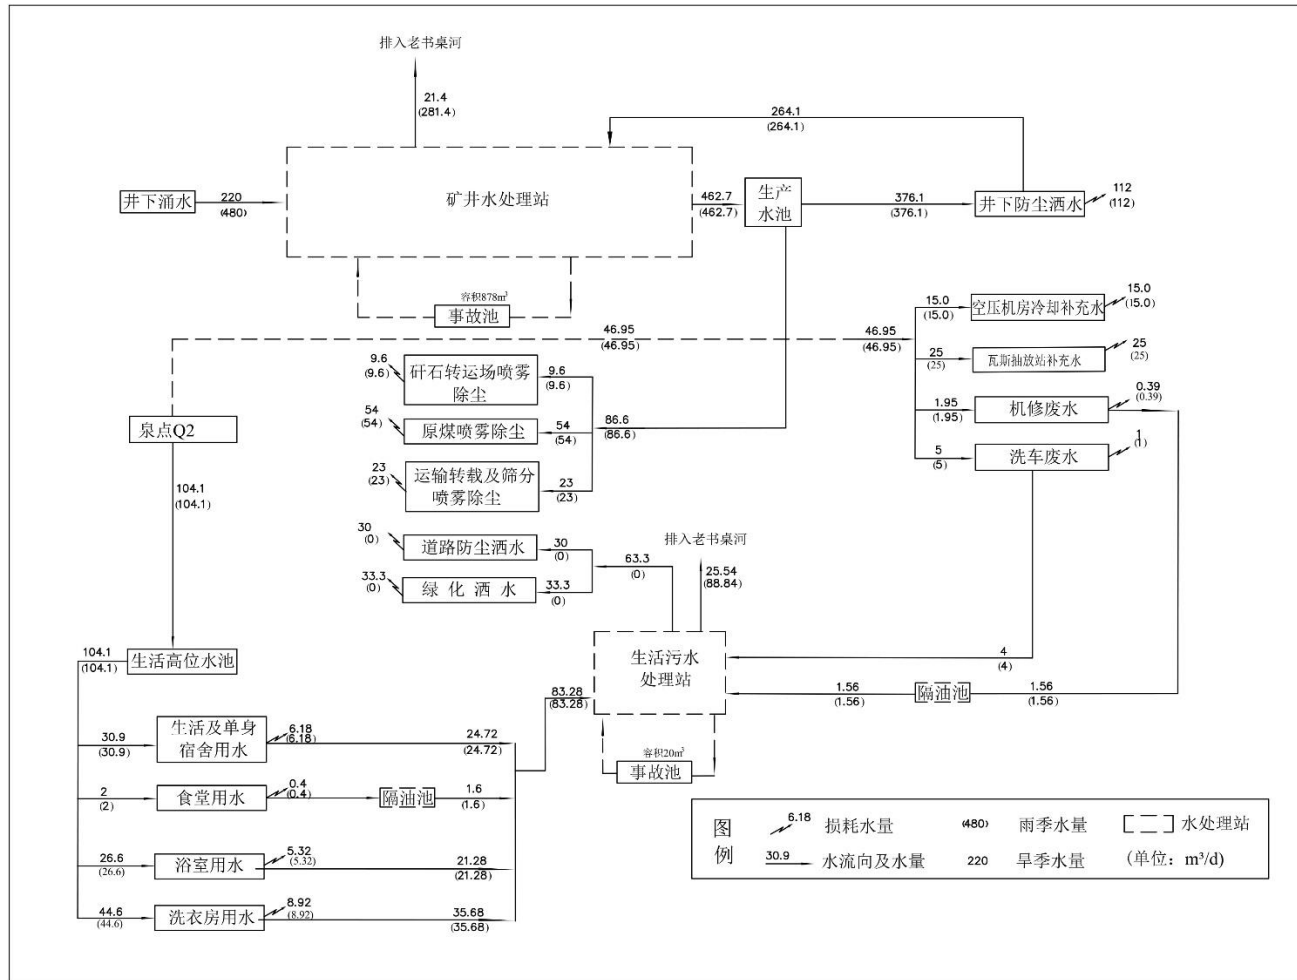 排入老书桌河
21.4
(281.4)
264.1
(264.1)
井下涌水
220
(480)
矿井水处理站
462.7
(462.7)
生产
水池
376.1
(376.1)
井下防尘洒水
112
(112)
容积878m³
事故池
46.95
(46.95)
46.95
(46.95)
15.0
(15.0)
空压机房冷却补充水
15.0
(15.0)
25
(25)
瓦斯抽放站补充水
25
(25)
1.95
(1.95)
机修废水
0.39
(0.39)
5
(5)
洗车废水
1
(1)
9.6
(9.6)
矸石转运场喷雾
除尘
9.6
(9.6)
54
(54)
原煤喷雾除尘
54
(54)
86.6
(86.6)
23
(23)
运输转载及筛分
喷雾除尘
23
(23)
泉点Q2
104.1
(104.1)
30
(0)
道路防尘洒水
30
(0)
63.3
(0)
33.3
(0)
绿化洒水
33.3
(0)
排入老书桌河
25.54
(88.84)
生活污水
处理站
4
(4)
1.56
(1.56)
隔油池
1.56
(1.56)
容积20m³
事故池
104.1
(104.1)
生活高位水池
83.28
(83.28)
30.9
(30.9)
生活及单身
宿舍用水
6.18
(6.18)
24.72
(24.72)
2
(2)
食堂用水
0.4
(0.4)
隔油池
1.6
(1.6)
26.6
(26.6)
浴室用水
5.32
(5.32)
21.28
(21.28)
44.6
(44.6)
洗衣房用水
8.92
(8.92)
35.68
(35.68)
图
例
6.18 损耗水量
(480) 雨季水量
水处理站
30.9 水流向及水量
220 旱季水量
(单位：m³/d)